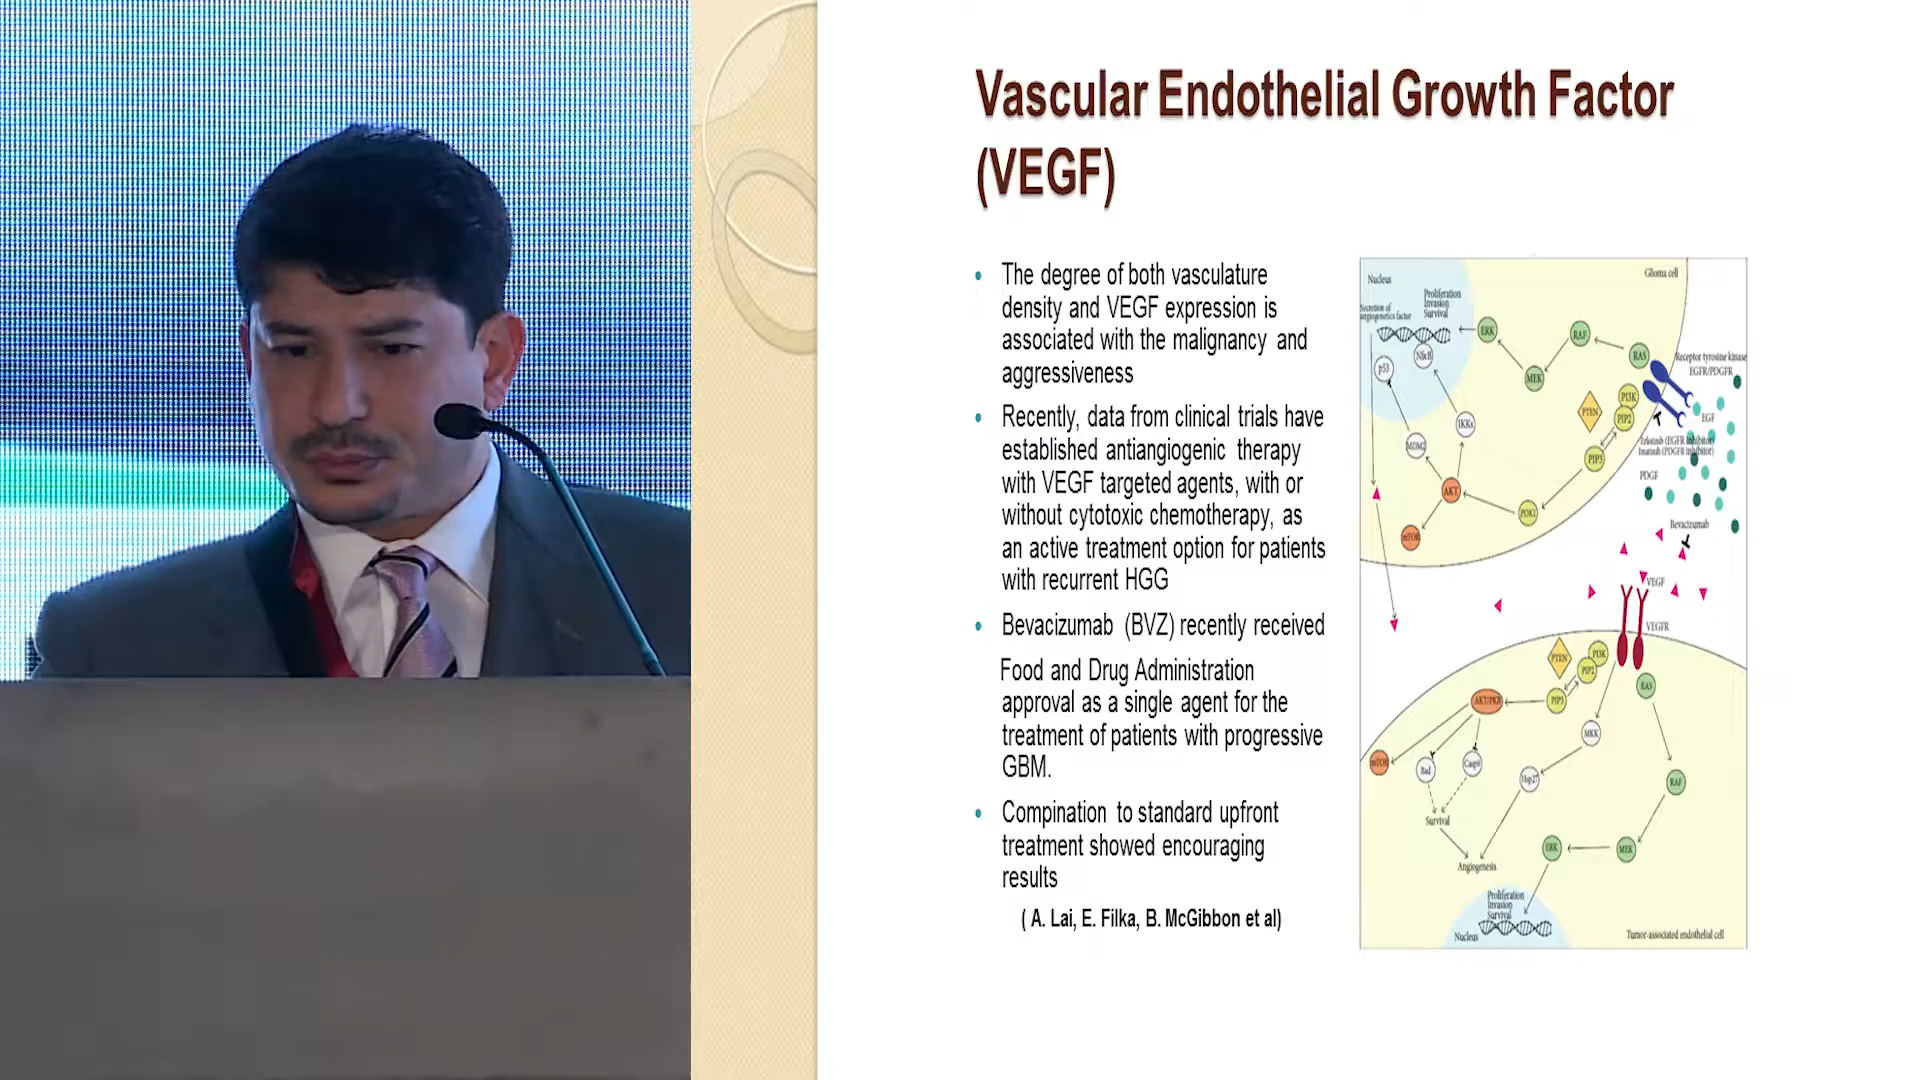 Vascular Endothelial Growth Factor
(VEGF)
• The degree of both vasculature
density and VEGF expression is
associated with the malignancy and
aggressiveness
• Recently, data from clinical trials have
established antiangiogenic therapy
with VEGF targeted agents, with or
without cytotoxic chemotherapy, as
an active treatment option for patients
with recurrent HGG
• Bevacizumab (BVZ) recently received
Food and Drug Administration
approval as a single agent for the
treatment of patients with progressive
GBM.
• Compination to standard upfront
treatment showed encouraging
results
( A. Lai, E. Filka, B. McGibbon et al)
Nucleus
Glioma cell
Secretion of
angiogenetics factor
Proliferation
Invasion
Survival
ERK
RAF
RAS
NfκB
p53
MEK
Receptor tyrosine kinase
EGFR/PDGFR
PTEN
PI3K
PIP2
EGF
IKKs
MDM2
Erlotinib (EGFR inhibitor)
Imatinib (PDGFR inhibitor)
PIP3
PDGF
AKT
PDK1
mTOR
Bevacizumab
VEGF
VEGFR
PTEN
PI3K
PIP2
RAS
AKT/PKB
PIP3
MKK
mTOR
Bad
Casp9
Hsp27
RAF
Survival
ERK
MEK
Angiogenesis
Proliferation
Invasion
Survival
Nucleus
Tumor-associated endothelial cell